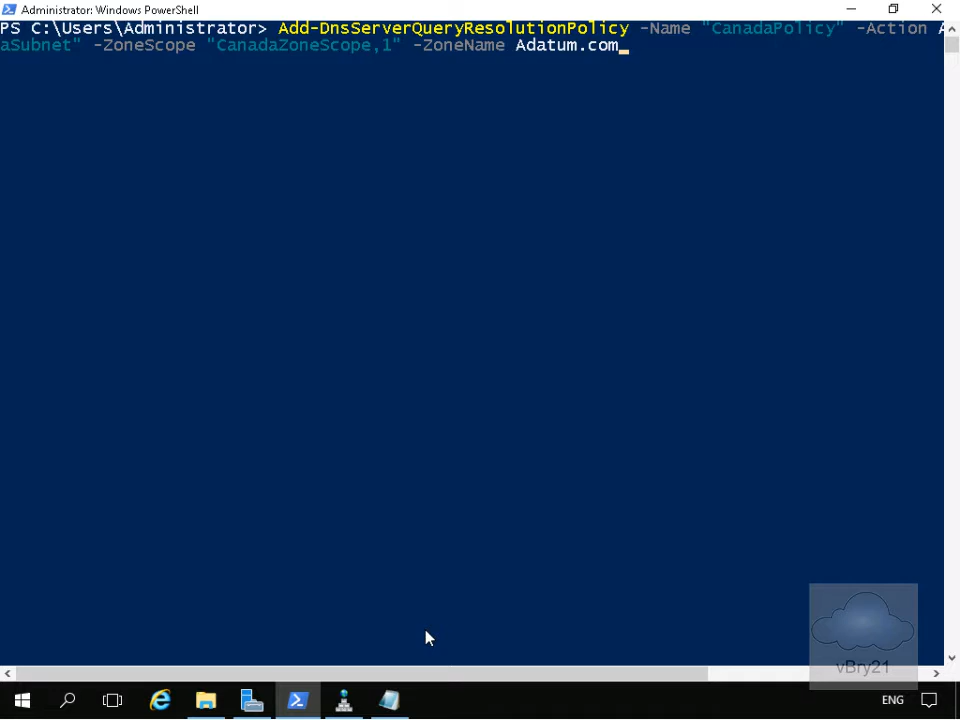 Administrator: Windows PowerShell
PS C:\Users\Administrator> Add-DnsServerQueryResolutionPolicy -Name "CanadaPolicy" -Action
aSubnet" -ZoneScope "CanadaZoneScope,1" -ZoneName Adatum.com_
vBry21
ENG